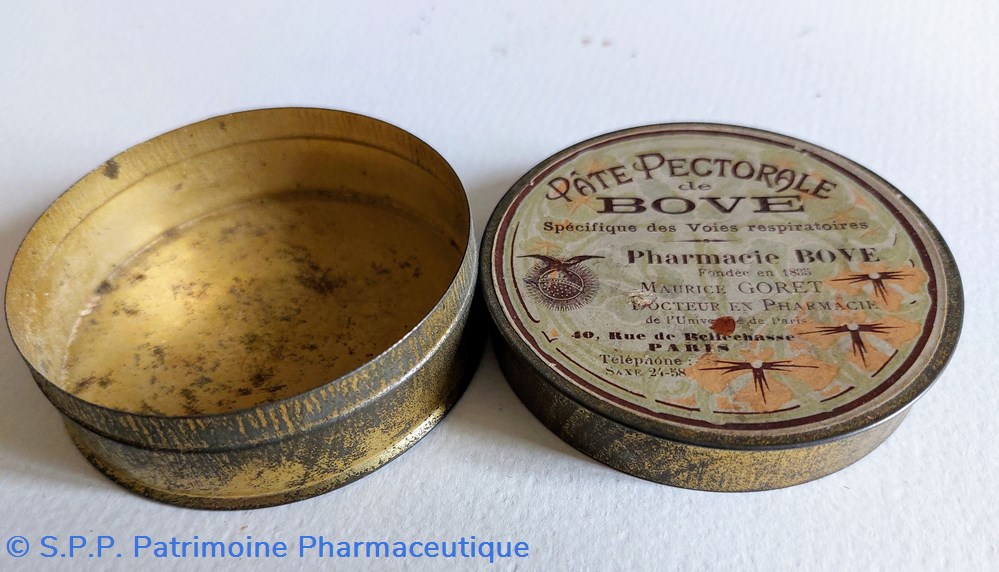 PÂTE PECTORALE
de
BOVE
Spécifique des Voies respiratoires
Pharmacie BOVE
Fondée en 1835
MAURICE GORET
DOCTEUR EN PHARMACIE
de l'Université de Paris
40, Rue de Bellechasse
PARIS
Téléphone :
SAXE 24-58
© S.P.P. Patrimoine Pharmaceutique